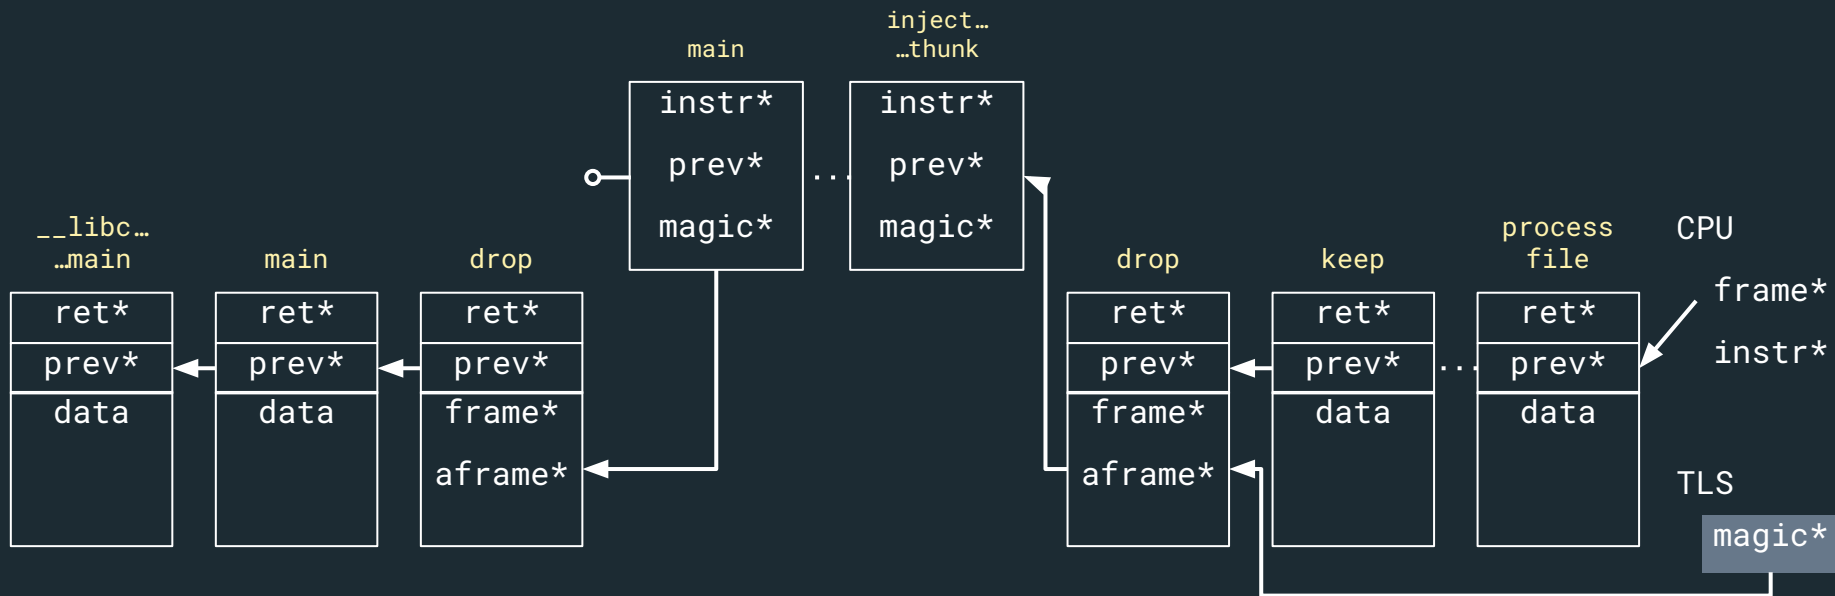 inject…
…thunk
main
instr*
prev*
magic*
instr*
prev*
magic*
__libc…
…main
ret*
prev*
data
main
ret*
prev*
data
drop
ret*
prev*
frame*
aframe*
drop
ret*
prev*
frame*
aframe*
keep
ret*
prev*
data
process
file
ret*
prev*
data
CPU
frame*
instr*
TLS
magic*